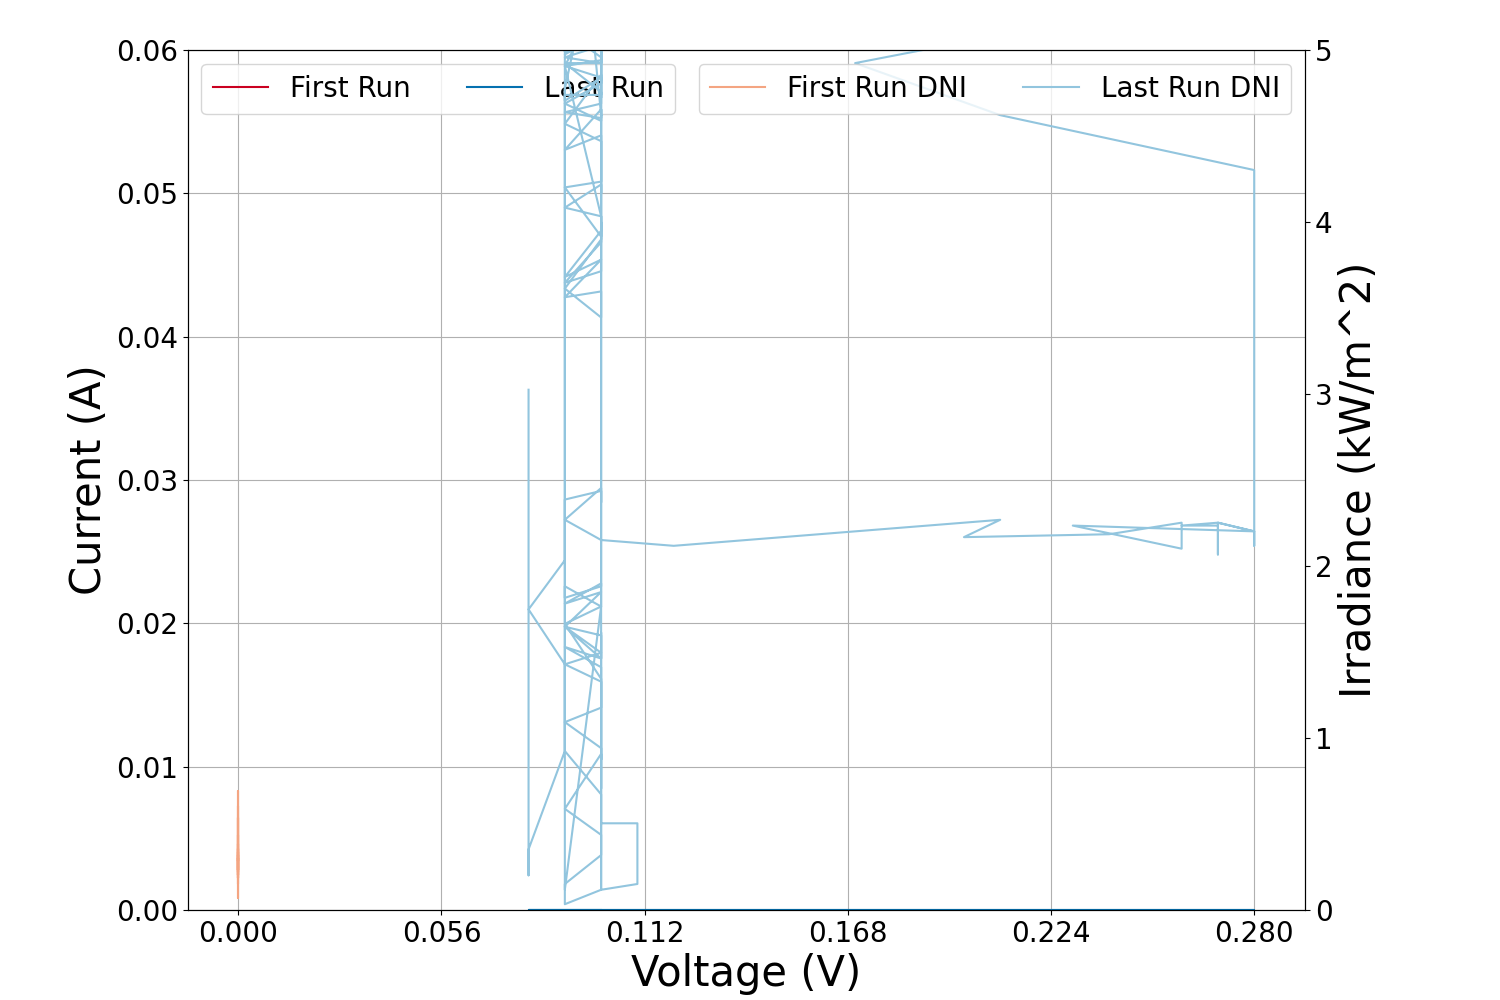 0.06
0.05
0.04
0.03
0.02
0.01
0.00
Current (A)
First Run
Last Run
First Run DNI
Last Run DNI
5
4
3
2
1
0
Irradiance (kW/m^2)
0.000 0.056 0.112 0.168 0.224 0.280
Voltage (V)